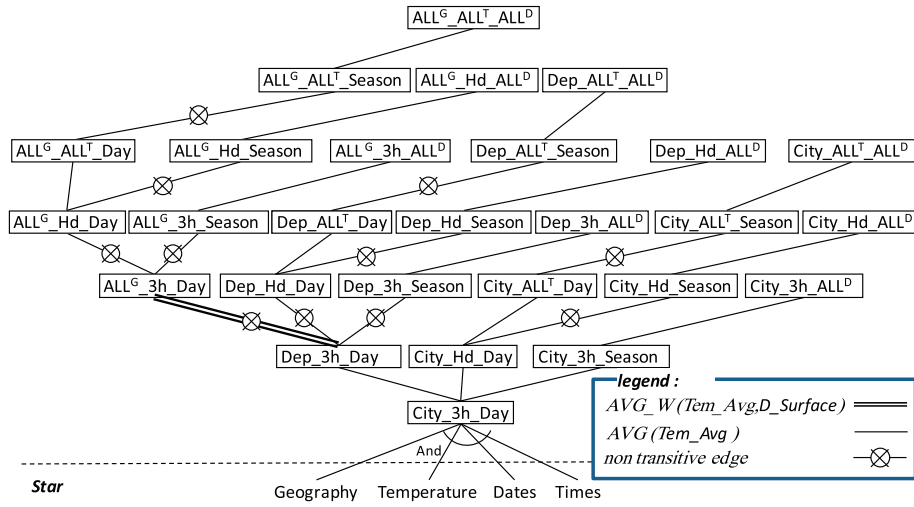 ALLᴳ_ALLᵀ_ALLᴰ
ALLᴳ_ALLᵀ_Season ALLᴳ_Hd_ALLᴰ Dep_ALLᵀ_ALLᴰ
ALLᴳ_ALLᵀ_Day ALLᴳ_Hd_Season ALLᴳ_3h_ALLᴰ Dep_ALLᵀ_Season Dep_Hd_ALLᴰ City_ALLᵀ_ALLᴰ
ALLᴳ_Hd_Day ALLᴳ_3h_Season Dep_ALLᵀ_Day Dep_Hd_Season Dep_3h_ALLᴰ City_ALLᵀ_Season City_Hd_ALLᴰ
ALLᴳ_3h_Day Dep_Hd_Day Dep_3h_Season City_ALLᵀ_Day City_Hd_Season City_3h_ALLᴰ
Dep_3h_Day City_Hd_Day City_3h_Season
City_3h_Day
And
Star
Geography Temperature Dates Times
legend :
AVG_W (Tem_Avg,D_Surface)
AVG (Tem_Avg)
non transitive edge